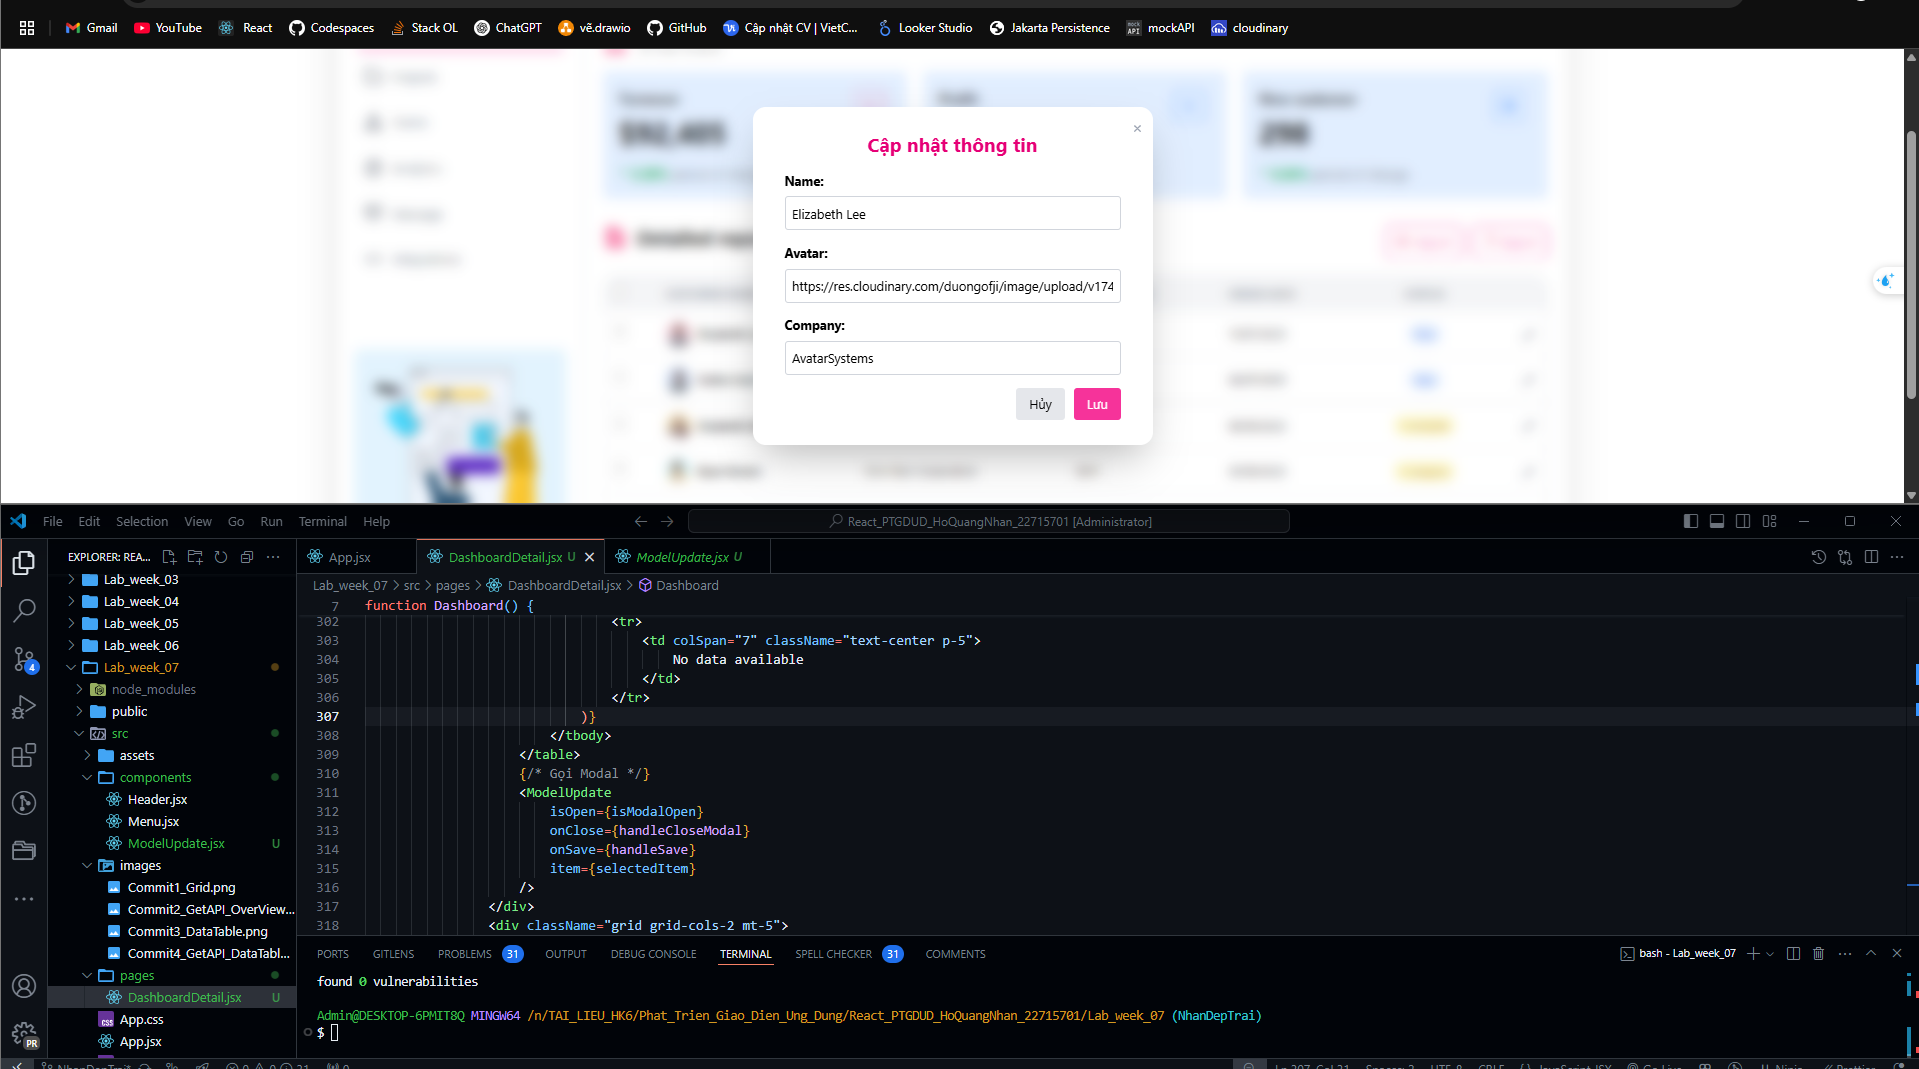 Gmail YouTube React Codespaces Stack OL ChatGPT vẽ.drawio GitHub Cập nhật CV | VietC... Looker Studio Jakarta Persistence mockAPI cloudinary
Cập nhật thông tin
Name:
Elizabeth Lee
Avatar:
https://res.cloudinary.com/duongofji/image/upload/v174
Company:
AvatarSystems
Hủy Lưu
$92,405
298
File Edit Selection View Go Run Terminal Help
React_PTGDUD_HoQuangNhan_22715701 [Administrator]
EXPLORER: REA...
Lab_week_03
Lab_week_04
Lab_week_05
Lab_week_06
Lab_week_07
node_modules
public
src
assets
components
Header.jsx
Menu.jsx
ModelUpdate.jsx U
images
Commit1_Grid.png
Commit2_GetAPI_OverView...
Commit3_DataTable.png
Commit4_GetAPI_DataTabl...
pages
DashboardDetail.jsx U
App.css
App.jsx
4
PR
App.jsx DashboardDetail.jsx U ModelUpdate.jsx U
Lab_week_07 > src > pages > DashboardDetail.jsx > Dashboard
7 function Dashboard() {
302 <tr>
303 <td colSpan="7" className="text-center p-5">
304 No data available
305 </td>
306 </tr>
307 )}
308 </tbody>
309 </table>
310 {/* Gọi Modal */}
311 <ModelUpdate
312 isOpen={isModalOpen}
313 onClose={handleCloseModal}
314 onSave={handleSave}
315 item={selectedItem}
316 />
317 </div>
318 <div className="grid grid-cols-2 mt-5">
PORTS GITLENS PROBLEMS 31 OUTPUT DEBUG CONSOLE TERMINAL SPELL CHECKER 31 COMMENTS
bash - Lab_week_07
found 0 vulnerabilities
Admin@DESKTOP-6PMIT8Q MINGW64 /n/TAI_LIEU_HK6/Phat_Trien_Giao_Dien_Ung_Dung/React_PTGDUD_HoQuangNhan_22715701/Lab_week_07 (NhanDepTrai)
$